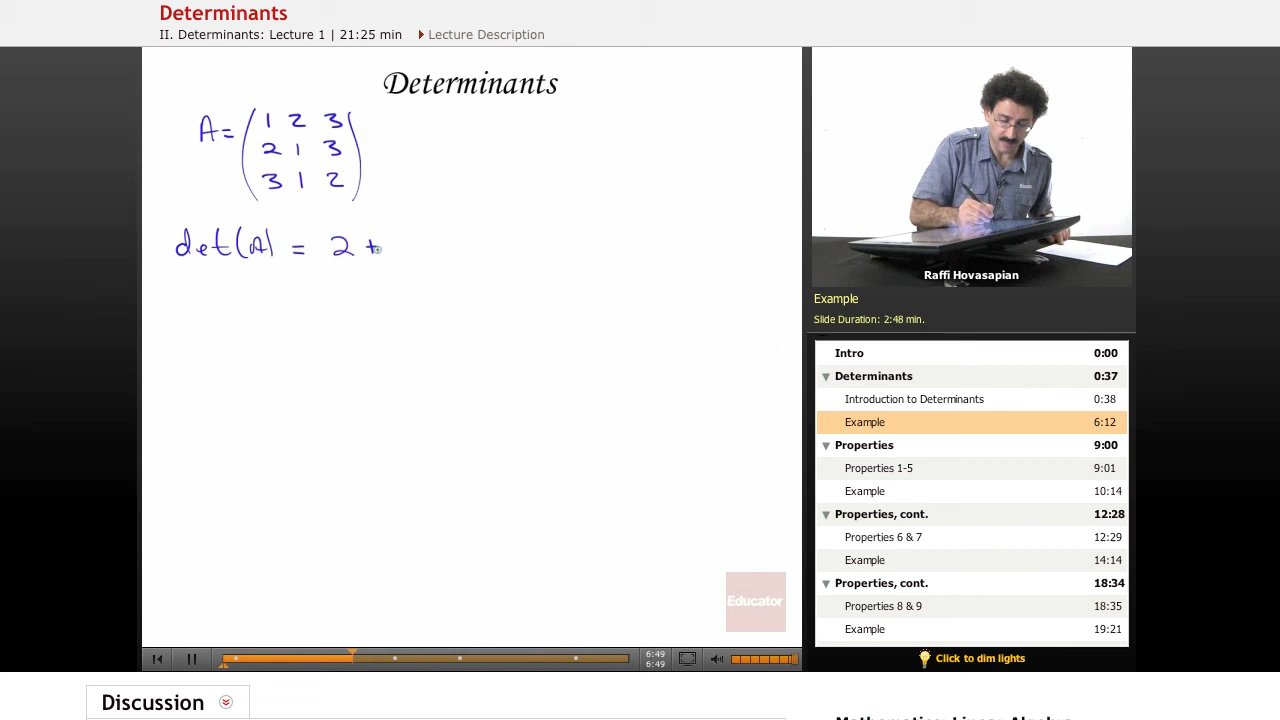 Determinants
II. Determinants: Lecture 1 | 21:25 min
Lecture Description
Determinants
A = ( 1 2 3
2 1 3
3 1 2 )
det(A) = 2 +
Raffi Hovasapian
Example
Slide Duration: 2:48 min.
Intro 0:00
Determinants 0:37
Introduction to Determinants 0:38
Example 6:12
Properties 9:00
Properties 1-5 9:01
Example 10:14
Properties, cont. 12:28
Properties 6 & 7 12:29
Example 14:14
Properties, cont. 18:34
Properties 8 & 9 18:35
Example 19:21
Educator
6:49
6:49
Click to dim lights
Discussion
Mathematics: Linear Algebra